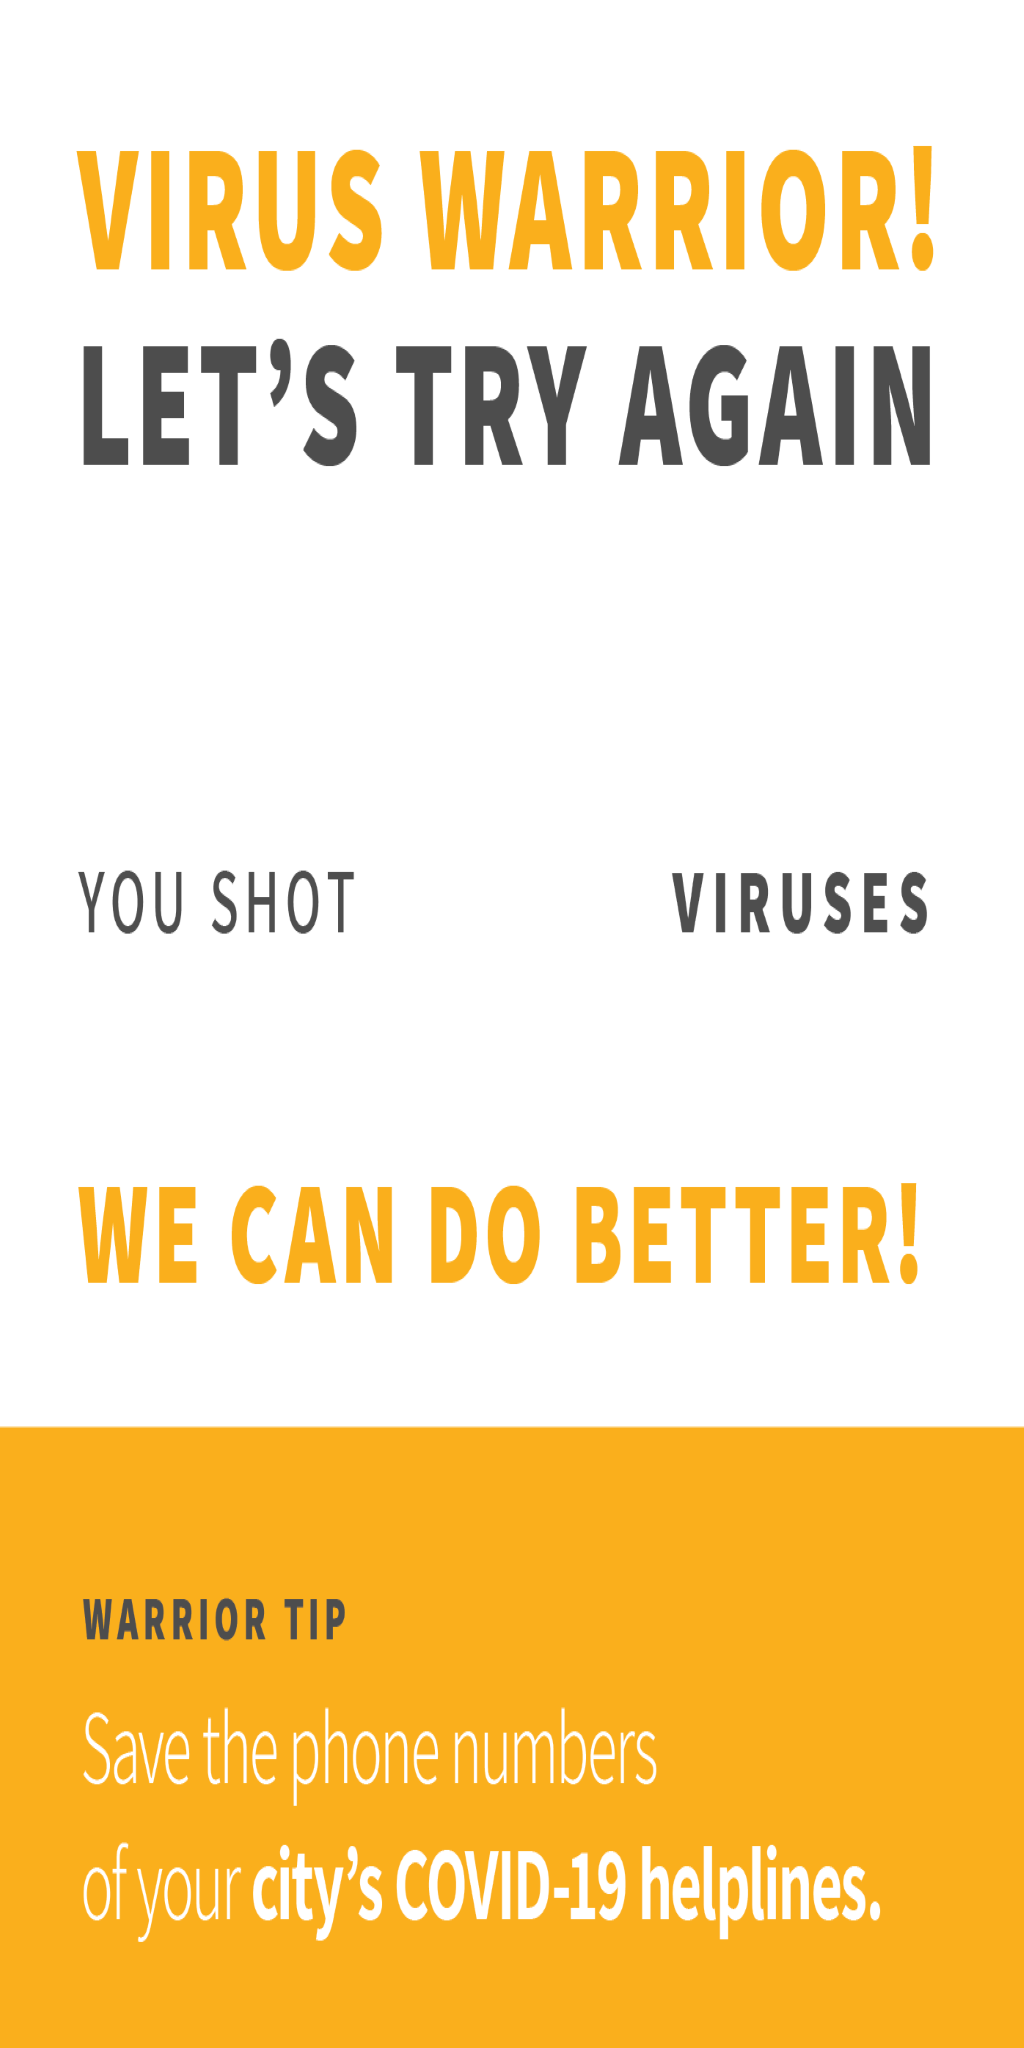 VIRUS WARRIOR!
LET’S TRY AGAIN
YOU SHOT VIRUSES
WE CAN DO BETTER!
WARRIOR TIP
Save the phone numbers
of your city’s COVID-19 helplines.